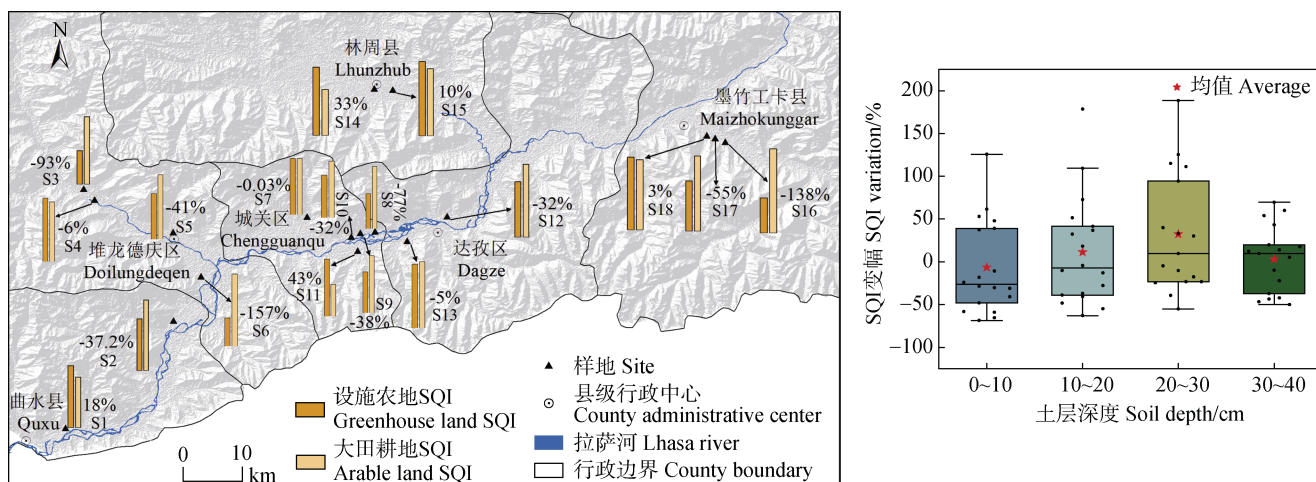 N
林周县
Lhunzhub
33%
S14
10%
S15
墨竹工卡县
Maizhokunggar
-93%
S3
-6%
S4
-41%
S5
堆龙德庆区
Doilungdeqen
-0.03%
S7
城关区
Chengguanqu
S10
-32%
-77%
S8
-32%
S12
达孜区
Dagze
3%
S18
-55%
S17
-138%
S16
43%
S11
S9
-38%
-5%
S13
-157%
S6
-37.2%
S2
曲水县
Quxu
18%
S1
0 10
km
设施农地SQI
Greenhouse land SQI
大田耕地SQI
Arable land SQI
样地 Site
县级行政中心
County administrative center
拉萨河 Lhasa river
行政边界 County boundary
SQI变幅 SQI variation/%
200
150
100
50
0
−50
−100
均值 Average
0~10 10~20 20~30 30~40
土层深度 Soil depth/cm